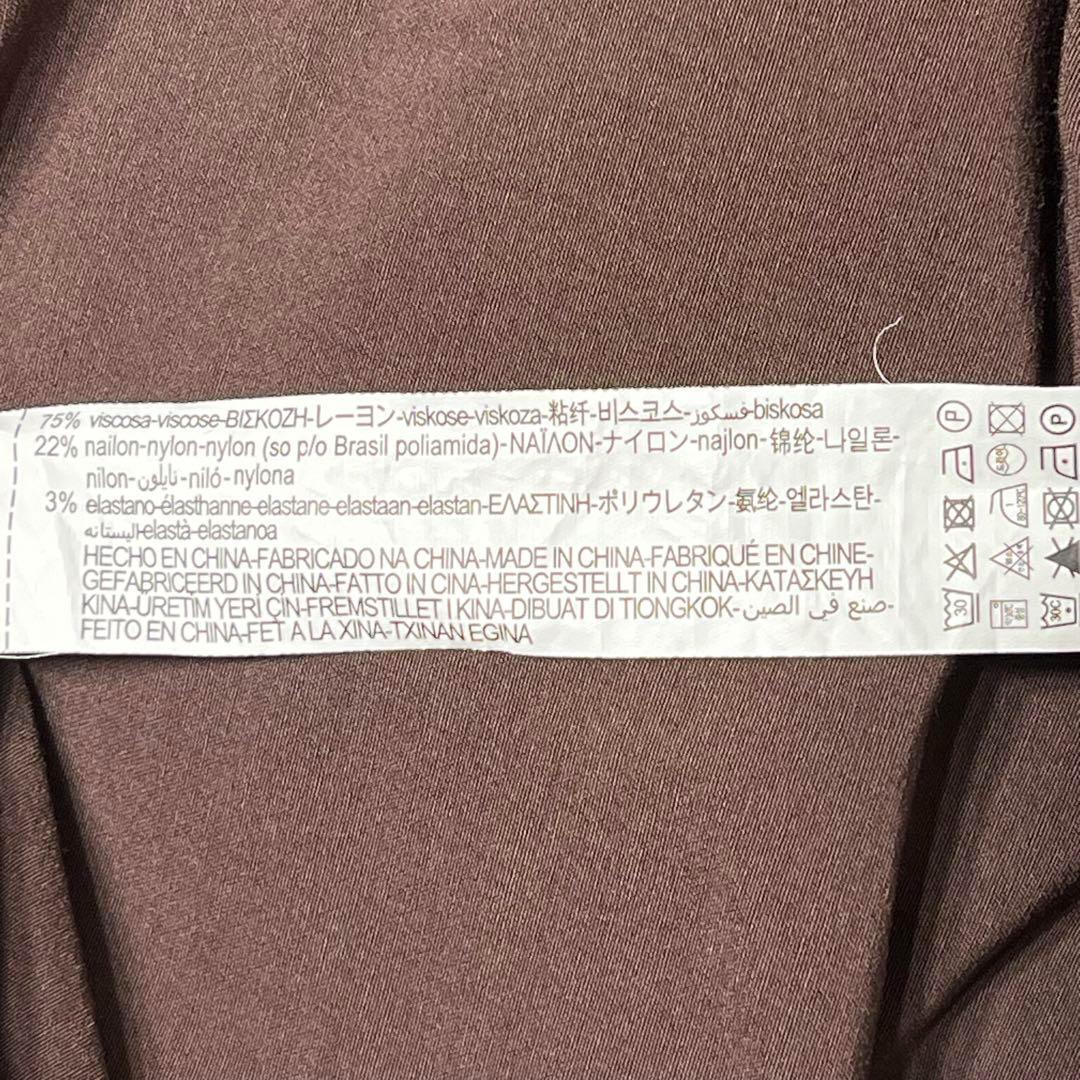 75% viscosa-viscose-ΒΙΣΚΟΖΗ-レーヨン-viskose-viskoza-粘纤-비스코스-فسكوز-biskosa
22% nailon-nylon-nylon (so p/o Brasil poliamida)-ΝΑΪΛΟΝ-ナイロン-najlon-锦纶-나일론-
nilon-نايلون-niló-nylona
3% elastano-élasthanne-elastane-elastaan-elastan-ΕΛΑΣΤΙΝΗ-ポリウレタン-氨纶-엘라스탄-
اليستانه-elastà-elastanoa
HECHO EN CHINA-FABRICADO NA CHINA-MADE IN CHINA-FABRIQUÉ EN CHINE-
GEFABRICEERD IN CHINA-FATTO IN CINA-HERGESTELLT IN CHINA-ΚΑΤΑΣΚΕΥΗ
ΚΙΝΑ-ÜRETİM YERİ ÇİN-FREMSTILLET I KINA-DIBUAT DI TIONGKOK-صنع في الصين-
FEITO EN CHINA-FET A LA XINA-TXINAN EGINA
P
P
30
30C